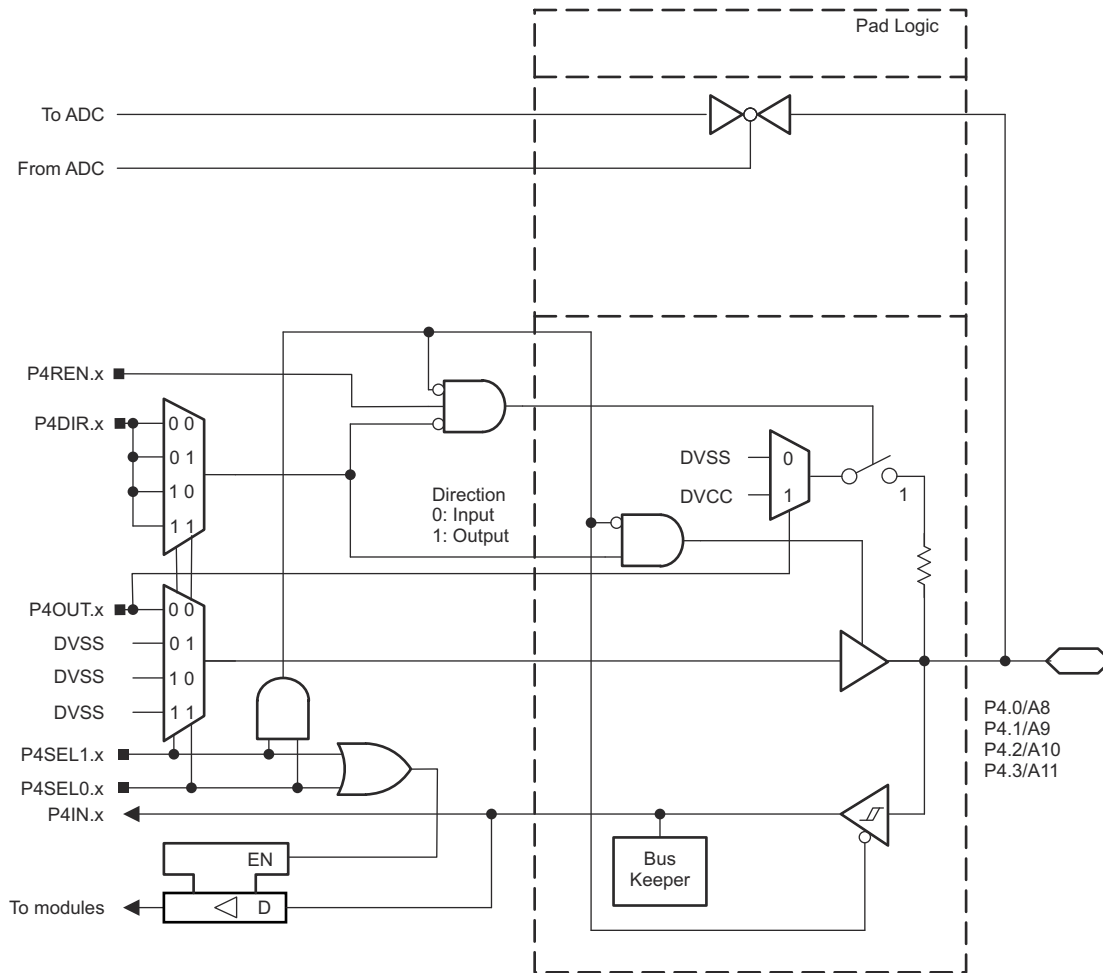 Pad Logic
To ADC
From ADC
P4REN.x
P4DIR.x
0 0
0 1
1 0
1 1
Direction
0: Input
1: Output
DVSS
0
DVCC
1
1
P4OUT.x
0 0
DVSS
0 1
DVSS
1 0
DVSS
1 1
P4.0/A8
P4.1/A9
P4.2/A10
P4.3/A11
P4SEL1.x
P4SEL0.x
P4IN.x
EN
Bus
Keeper
To modules
D